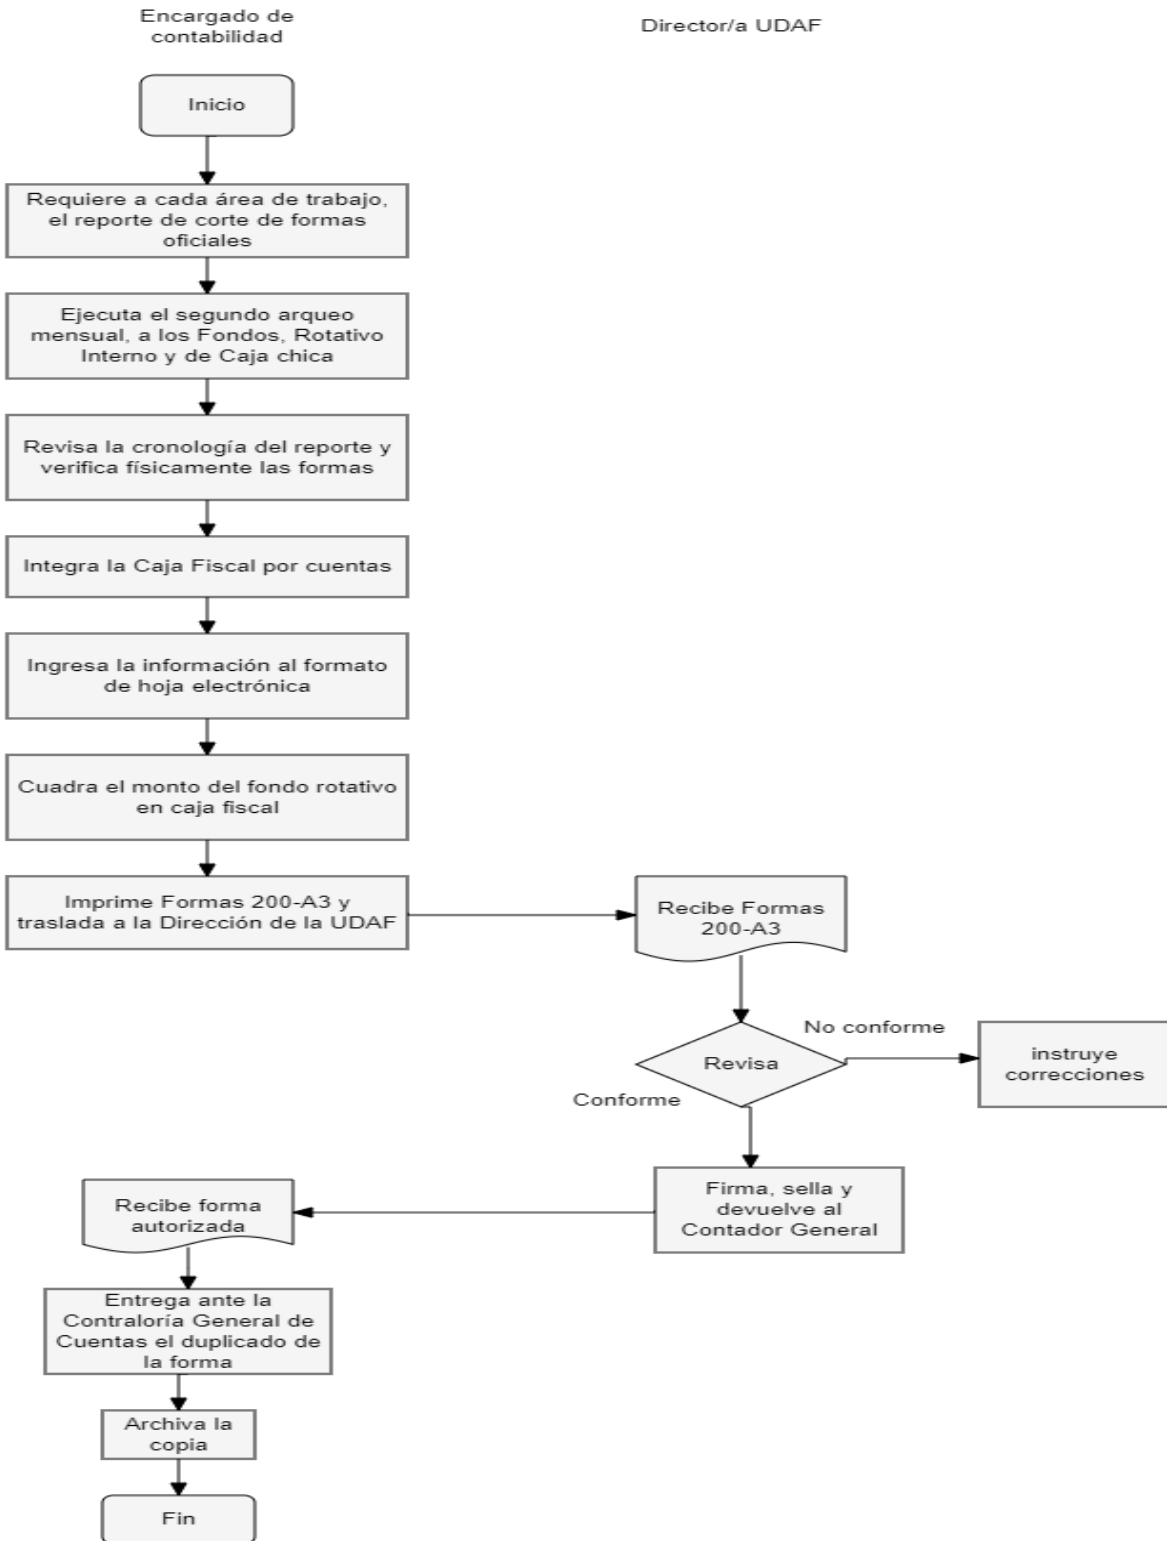 Encargado de
contabilidad
Director/a UDAF
Inicio
Requiere a cada área de trabajo,
el reporte de corte de formas
oficiales
Ejecuta el segundo arqueo
mensual, a los Fondos, Rotativo
Interno y de Caja chica
Revisa la cronología del reporte y
verifica físicamente las formas
Integra la Caja Fiscal por cuentas
Ingresa la información al formato
de hoja electrónica
Cuadra el monto del fondo rotativo
en caja fiscal
Imprime Formas 200-A3 y
traslada a la Dirección de la UDAF
Recibe Formas
200-A3
Revisa
No conforme
instruye
correcciones
Conforme
Firma, sella y
devuelve al
Contador General
Recibe forma
autorizada
Entrega ante la
Contraloría General de
Cuentas el duplicado de
la forma
Archiva la
copia
Fin